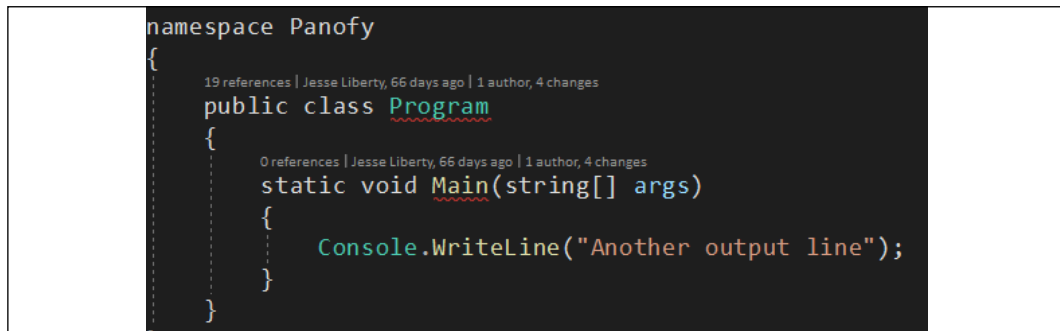 namespace Panofy
{
19 references | Jesse Liberty, 66 days ago | 1 author, 4 changes
public class Program
{
0 references | Jesse Liberty, 66 days ago | 1 author, 4 changes
static void Main(string[] args)
{
Console.WriteLine("Another output line");
}
}